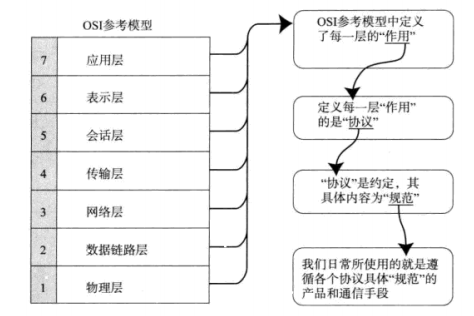 OSI参考模型
7 应用层
6 表示层
5 会话层
4 传输层
3 网络层
2 数据链路层
1 物理层
OSI参考模型中定义
了每一层的“作用”
定义每一层“作用”
的是“协议”
“协议”是约定，其
具体内容为“规范”
我们日常所使用的就是遵
循各个协议具体“规范”的
产品和通信手段